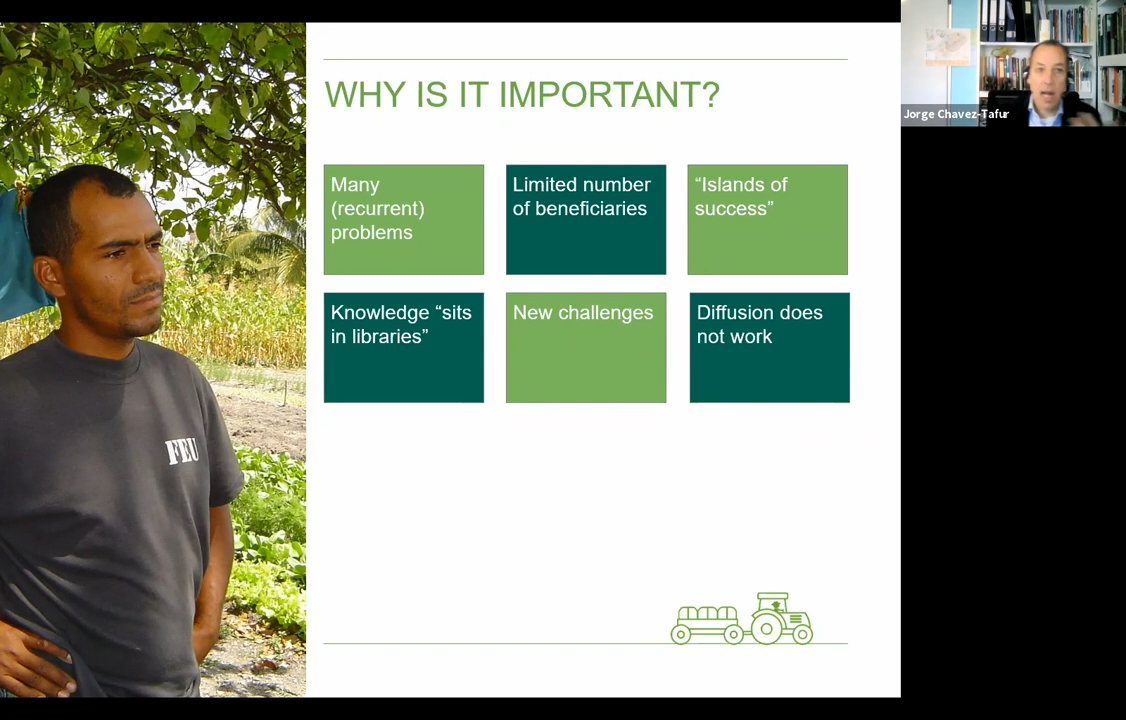 WHY IS IT IMPORTANT?
Jorge Chavez-Tafur
Many
(recurrent)
problems
Limited number
of beneficiaries
“Islands of
success”
Knowledge “sits
in libraries”
New challenges
Diffusion does
not work
FEU